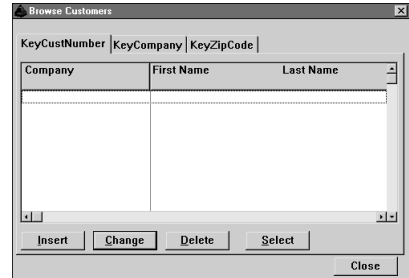 Browse Customers
KeyCustNumber KeyCompany KeyZipCode
Company First Name Last Name
Insert Change Delete Select
Close